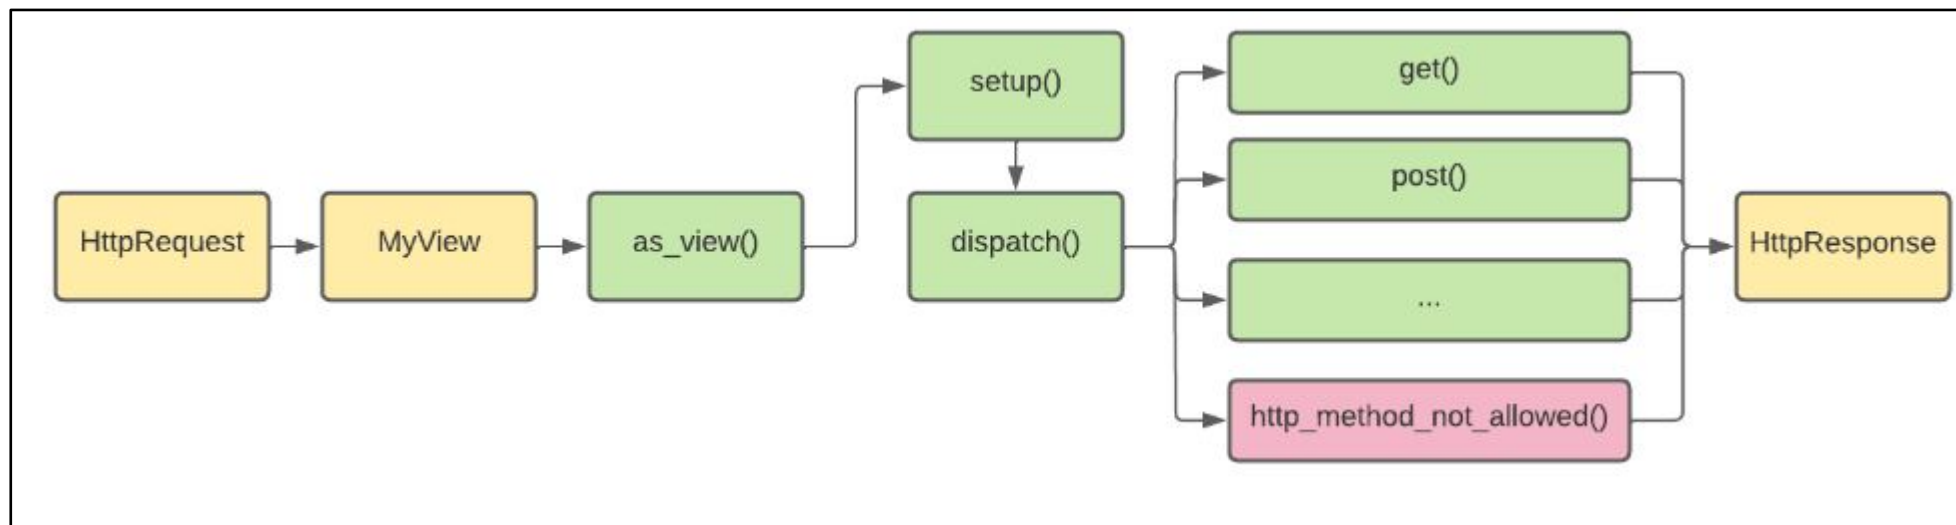 HttpRequest
MyView
as_view()
setup()
dispatch()
get()
post()
...
http_method_not_allowed()
HttpResponse